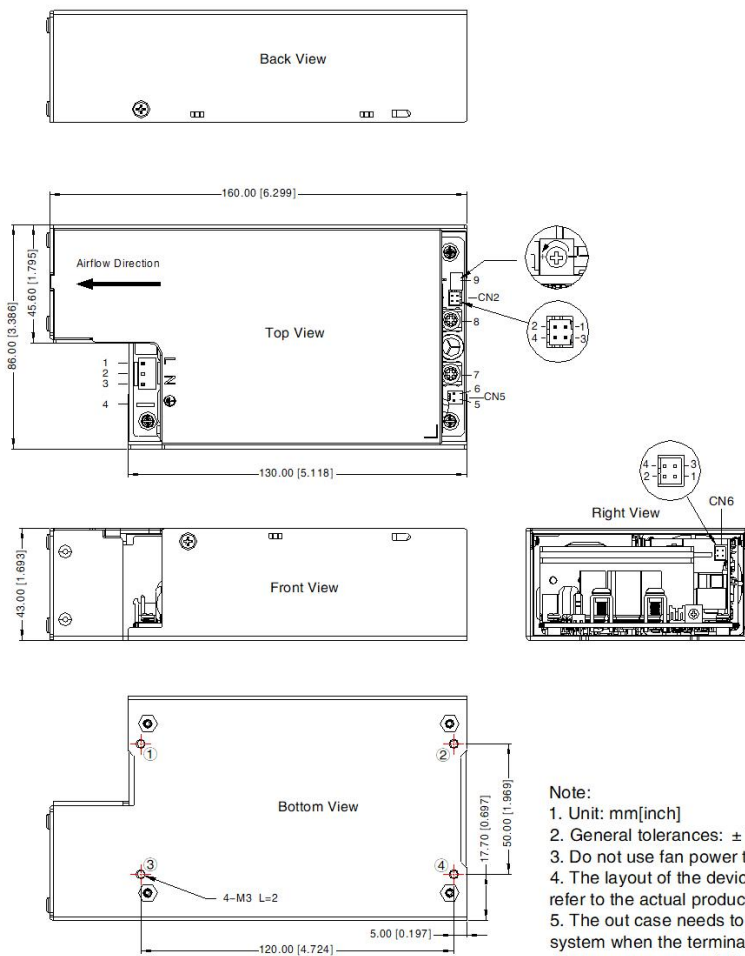 Back View
160.00 [6.299]
86.00 [3.386]
45.60 [1.795]
Airflow Direction
Top View
9
CN2
8
7
6
CN5
5
2
1
4
3
1
2
3
4
L
N
130.00 [5.118]
4
3
2
1
CN6
Right View
43.00 [1.693]
Front View
1
2
Bottom View
50.00 [1.969]
17.70 [0.697]
3
4
4-M3 L=2
5.00 [0.197]
120.00 [4.724]
Note:
1. Unit: mm[inch]
2. General tolerances: ±
3. Do not use fan power
4. The layout of the
refer to the actual
5. The out case needs to
system when the